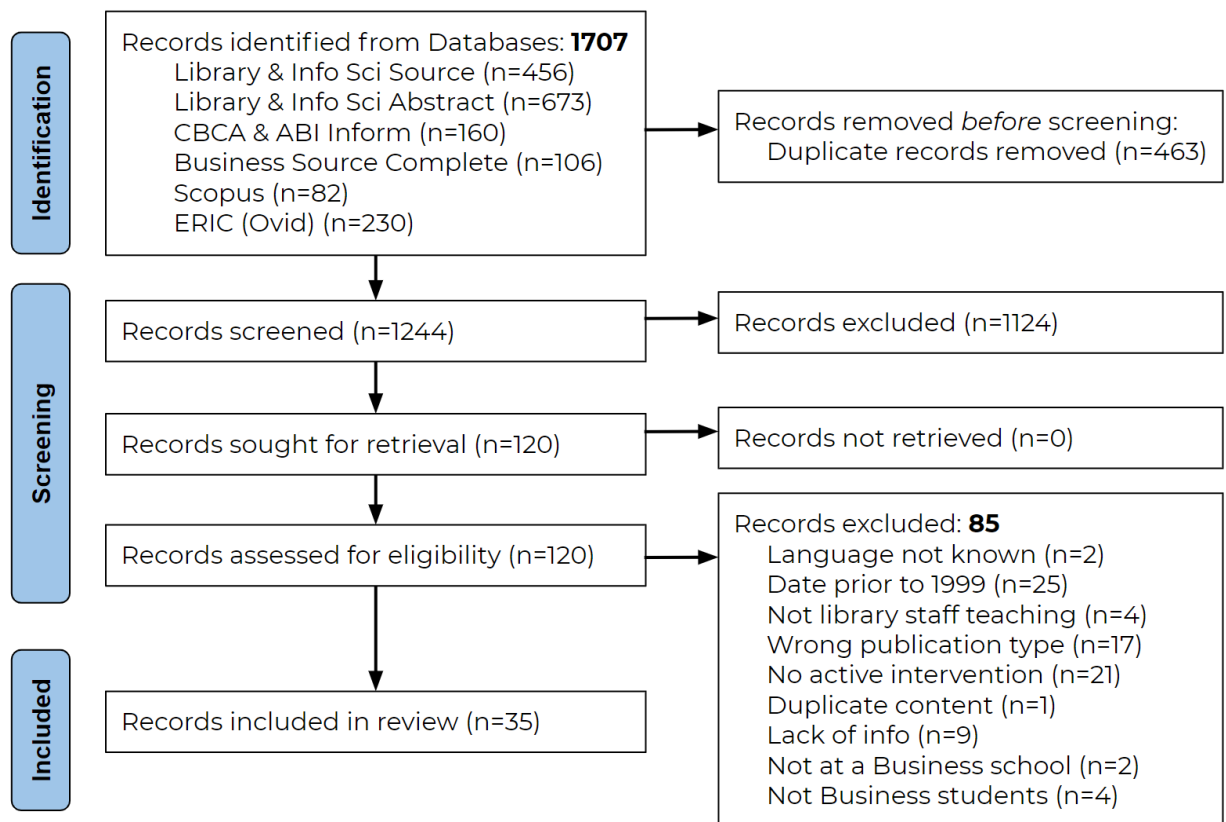 Identification
Records identified from Databases: 1707
Library & Info Sci Source (n=456)
Library & Info Sci Abstract (n=673)
CBCA & ABI Inform (n=160)
Business Source Complete (n=106)
Scopus (n=82)
ERIC (Ovid) (n=230)
Records removed before screening:
Duplicate records removed (n=463)
Screening
Records screened (n=1244)
Records excluded (n=1124)
Records sought for retrieval (n=120)
Records not retrieved (n=0)
Records assessed for eligibility (n=120)
Records excluded: 85
Language not known (n=2)
Date prior to 1999 (n=25)
Not library staff teaching (n=4)
Wrong publication type (n=17)
No active intervention (n=21)
Duplicate content (n=1)
Lack of info (n=9)
Not at a Business school (n=2)
Not Business students (n=4)
Included
Records included in review (n=35)